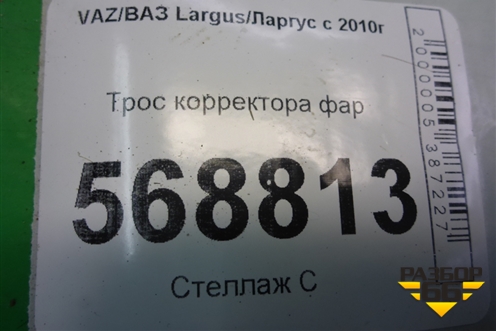 VAZ/ВАЗ Largus/Ларгус с 2010г
Трос корректора фар
568813
Стеллаж С
2000005387227
РАЗБОР
66